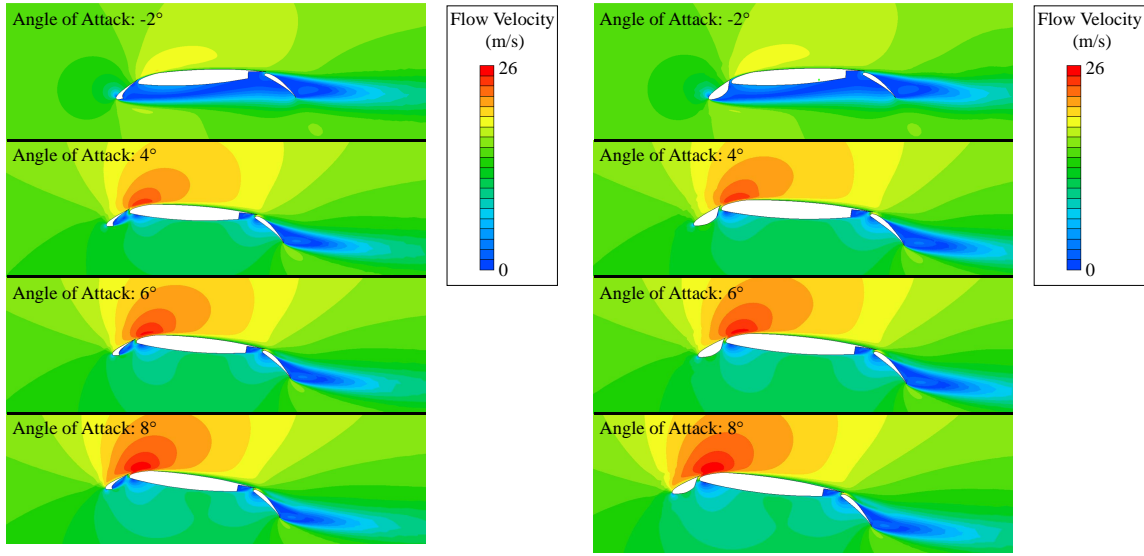 Angle of Attack: -2°
Angle of Attack: 4°
Angle of Attack: 6°
Angle of Attack: 8°
Flow Velocity
(m/s)
26
0
Angle of Attack: -2°
Angle of Attack: 4°
Angle of Attack: 6°
Angle of Attack: 8°
Flow Velocity
(m/s)
26
0